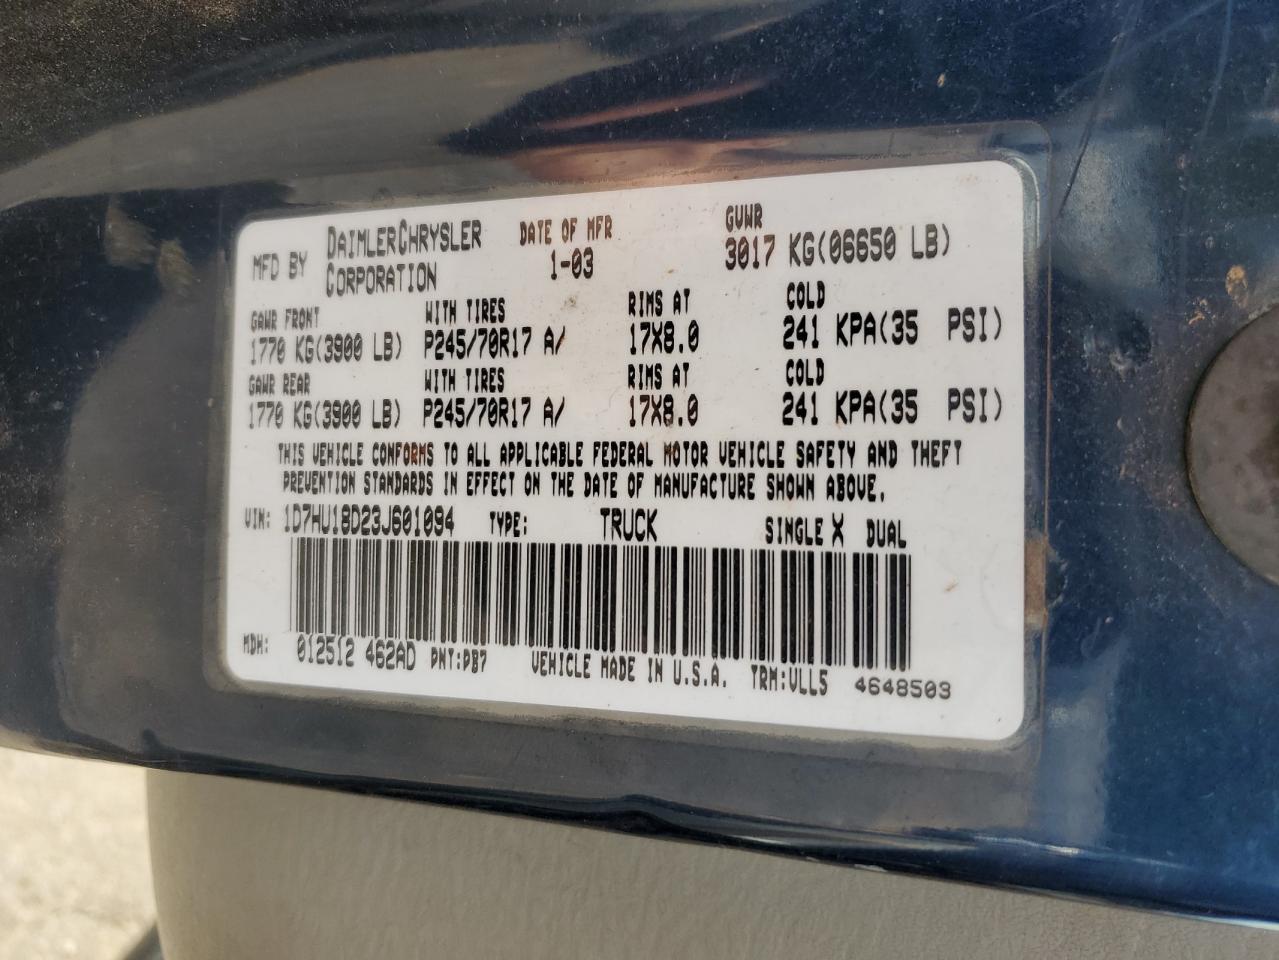 MFD BY DAIMLERCHRYSLER CORPORATION DATE OF MFR 1-03 GVWR 3017 KG(06650 LB)
GAWR FRONT WITH TIRES RIMS AT COLD
1770 KG(3900 LB) P245/70R17 A/ 17X8.0 241 KPA(35 PSI)
GAWR REAR WITH TIRES RIMS AT COLD
1770 KG(3900 LB) P245/70R17 A/ 17X8.0 241 KPA(35 PSI)
THIS VEHICLE CONFORMS TO ALL APPLICABLE FEDERAL MOTOR VEHICLE SAFETY AND THEFT
PREVENTION STANDARDS IN EFFECT ON THE DATE OF MANUFACTURE SHOWN ABOVE.
VIN: 1D7HU18D23J601094 TYPE: TRUCK SINGLE X DUAL
MDH: 012512 462AD PNT:PB7 VEHICLE MADE IN U.S.A. TRM:VLL5 4648503